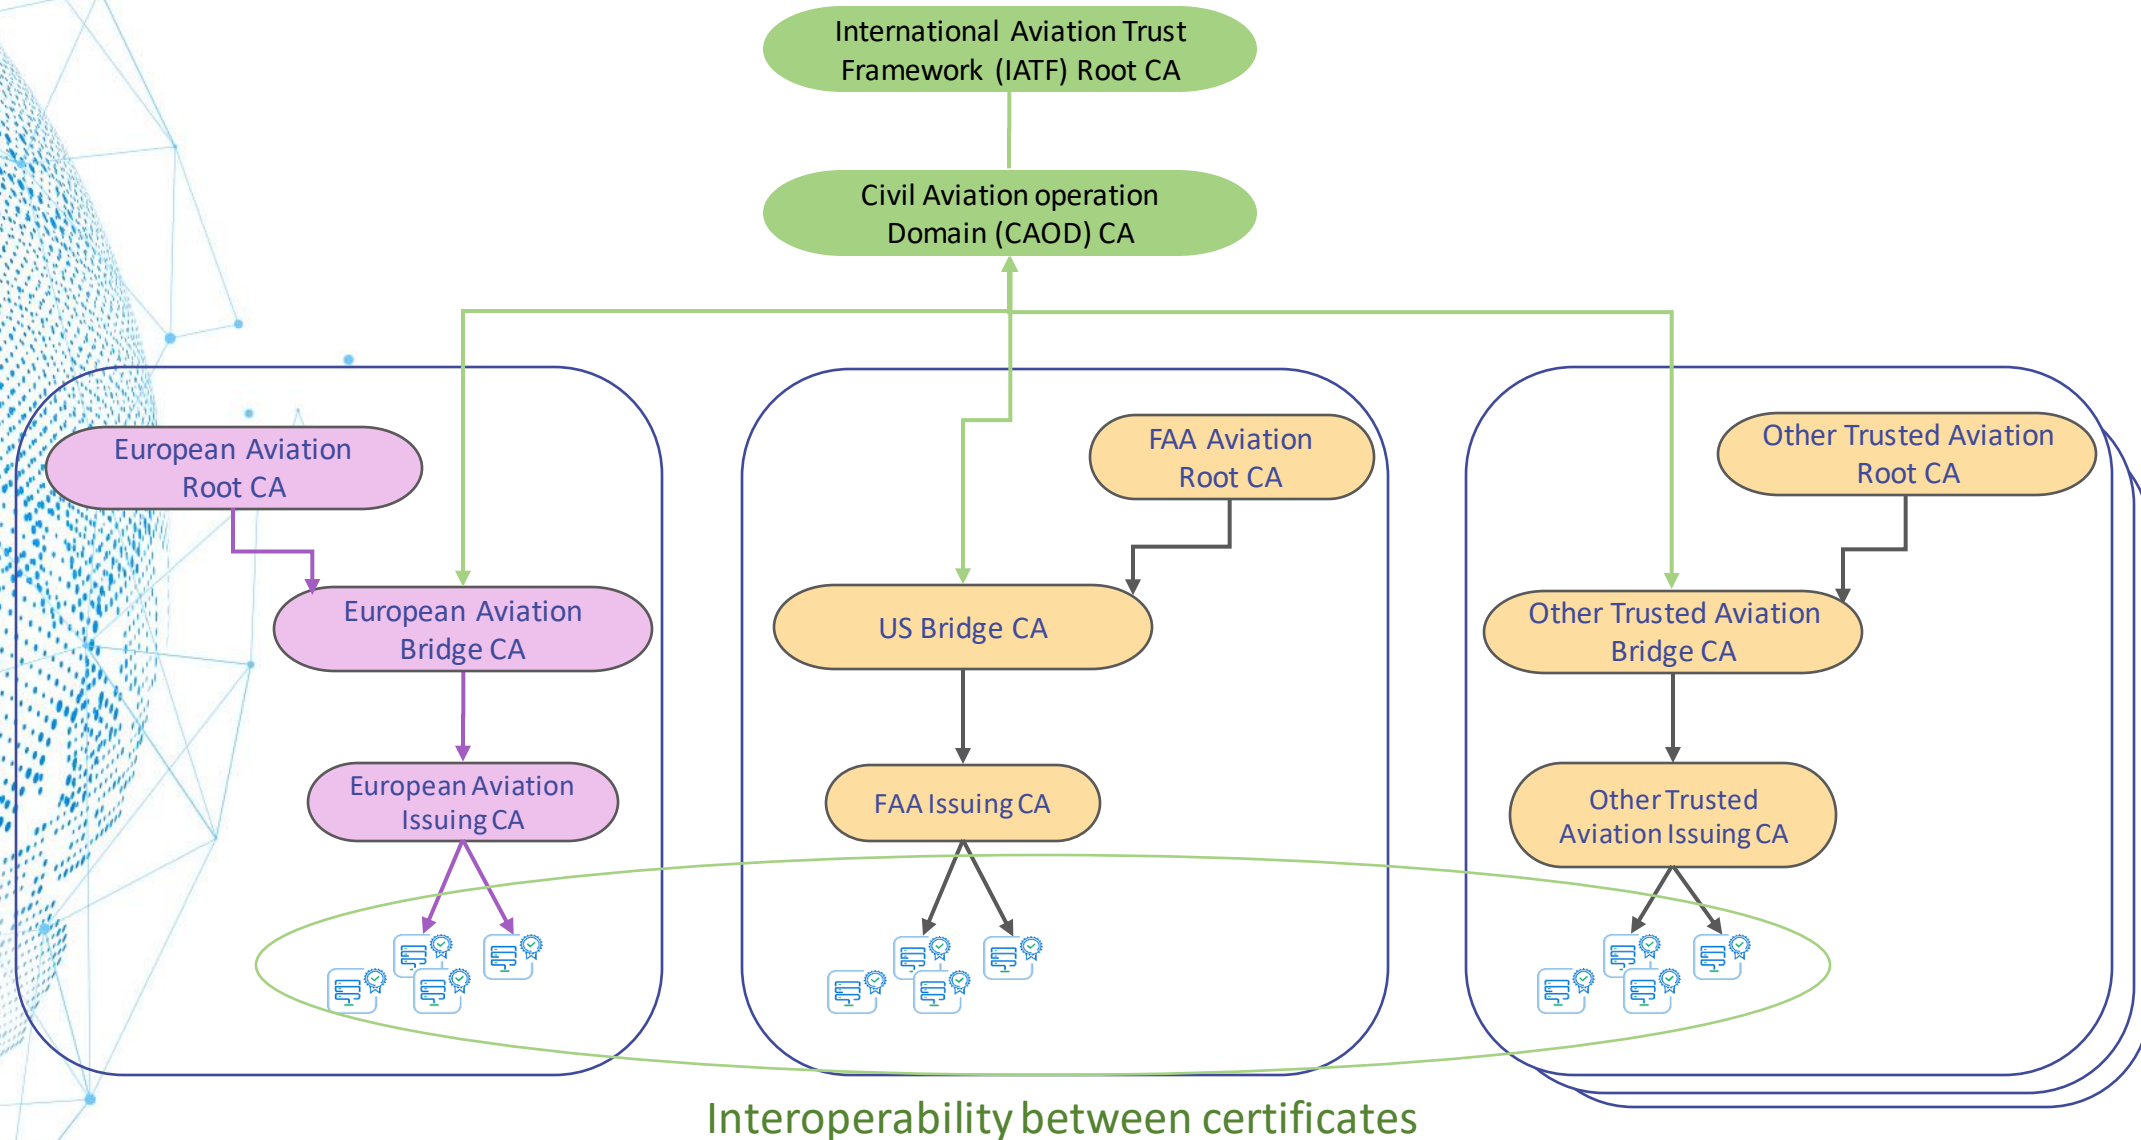 International Aviation Trust
Framework (IATF) Root CA
Civil Aviation operation
Domain (CAOD) CA
European Aviation
Root CA
FAA Aviation
Root CA
Other Trusted Aviation
Root CA
European Aviation
Bridge CA
US Bridge CA
Other Trusted Aviation
Bridge CA
European Aviation
Issuing CA
FAA Issuing CA
Other Trusted
Aviation Issuing CA
Interoperability between certificates